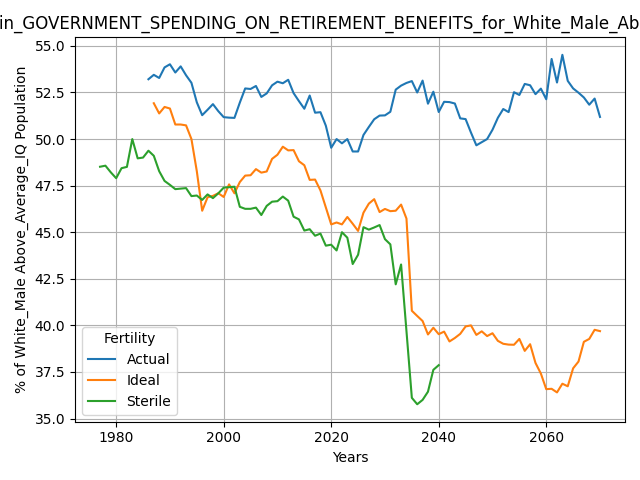 in_GOVERNMENT_SPENDING_ON_RETIREMENT_BENEFITS_for_White_Male_Ab
% of White_Male Above_Average_IQ Population
55.0
52.5
50.0
47.5
45.0
42.5
40.0
37.5
35.0
Fertility
Actual
Ideal
Sterile
1980
2000
2020
2040
2060
Years